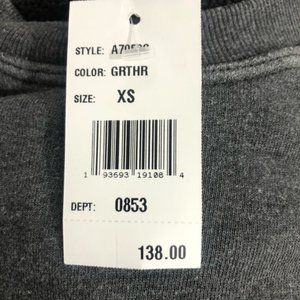 STYLE:
COLOR: GRTHR
SIZE: XS
1 93693 19108 4
DEPT: 0853
138.00